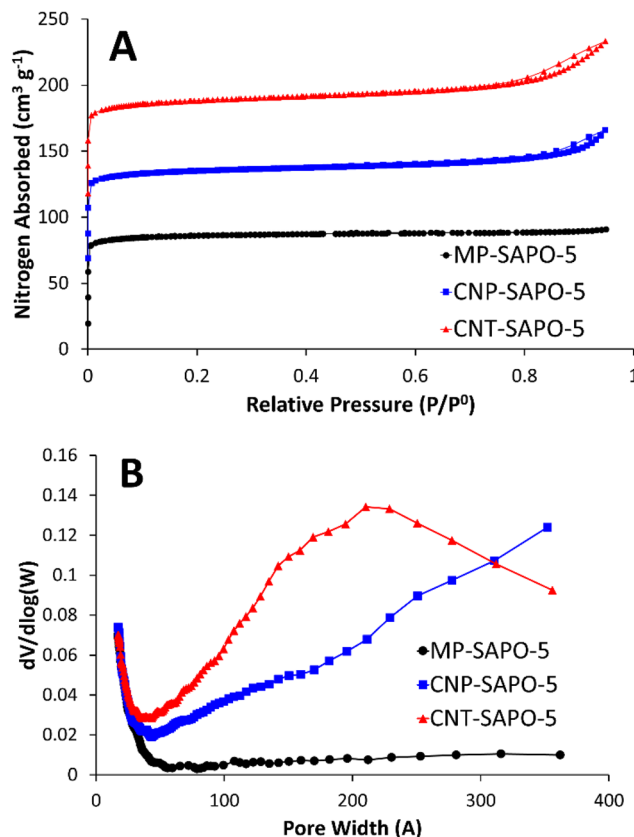 A
Nitrogen Absorbed (cm³ g⁻¹)
250
200
150
100
50
0
MP-SAPO-5
CNP-SAPO-5
CNT-SAPO-5
0 0.2 0.4 0.6 0.8 1
Relative Pressure (P/P⁰)
B
dV/dlog(W)
0.16
0.14
0.12
0.1
0.08
0.06
0.04
0.02
0
MP-SAPO-5
CNP-SAPO-5
CNT-SAPO-5
0 100 200 300 400
Pore Width (A)